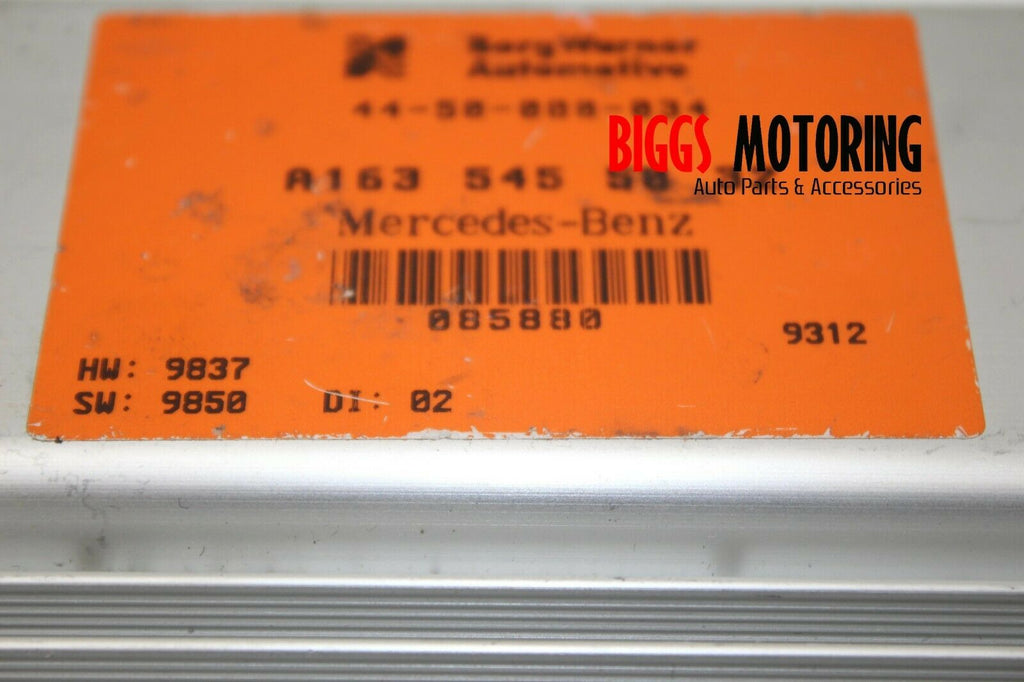 BorgWarner
Automotive
44-50-000-034
BIGGS MOTORING
Auto Parts & Accessories
A163 545
Mercedes-Benz
085880
9312
HW: 9837
SW: 9850 DI: 02